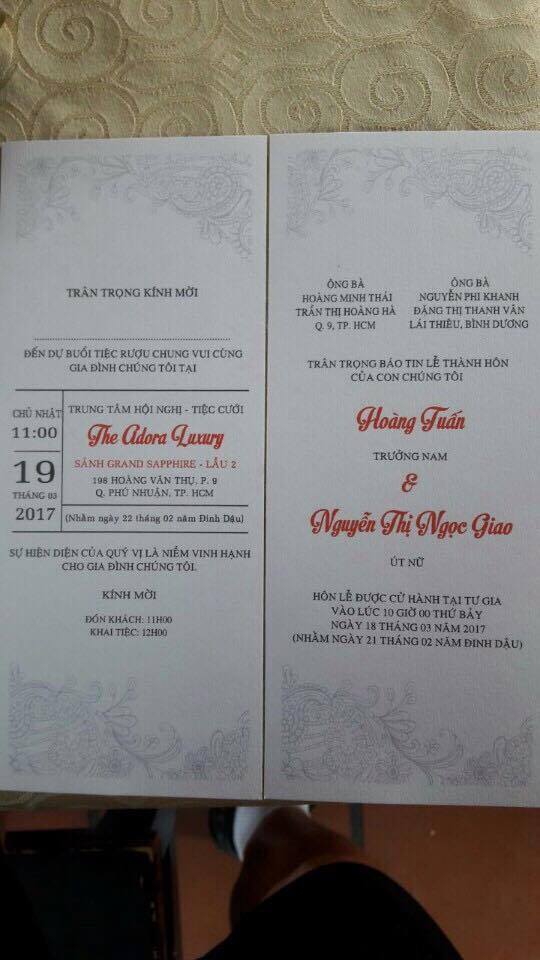 TRÂN TRỌNG KÍNH MỜI
ĐẾN DỰ BUỔI TIỆC RƯỢU CHUNG VUI CÙNG
GIA ĐÌNH CHÚNG TÔI TẠI
CHỦ NHẬT
11:00
19
THÁNG 03
2017
TRUNG TÂM HỘI NGHỊ - TIỆC CƯỚI
The Adora Luxury
SẢNH GRAND SAPPHIRE - LẦU 2
198 HOÀNG VĂN THỤ, P. 9
Q. PHÚ NHUẬN, TP. HCM
(Nhằm ngày 22 tháng 02 năm Đinh Dậu)
SỰ HIỆN DIỆN CỦA QUÝ VỊ LÀ NIỀM VINH HẠNH
CHO GIA ĐÌNH CHÚNG TÔI.
KÍNH MỜI
ĐÓN KHÁCH: 11H00
KHAI TIỆC: 12H00
ÔNG BÀ
HOÀNG MINH THÁI
TRẦN THỊ HOÀNG HÀ
Q. 9, TP. HCM
ÔNG BÀ
NGUYỄN PHI KHANH
ĐẶNG THỊ THANH VÂN
LÁI THIÊU, BÌNH DƯƠNG
TRÂN TRỌNG BÁO TIN LỄ THÀNH HÔN
CỦA CON CHÚNG TÔI
Hoàng Tuấn
TRƯỞNG NAM
&
Nguyễn Thị Ngọc Giao
ÚT NỮ
HÔN LỄ ĐƯỢC CỬ HÀNH TẠI TƯ GIA
VÀO LÚC 10 GIỜ 00 THỨ BẢY
NGÀY 18 THÁNG 03 NĂM 2017
(NHẰM NGÀY 21 THÁNG 02 NĂM ĐINH DẬU)